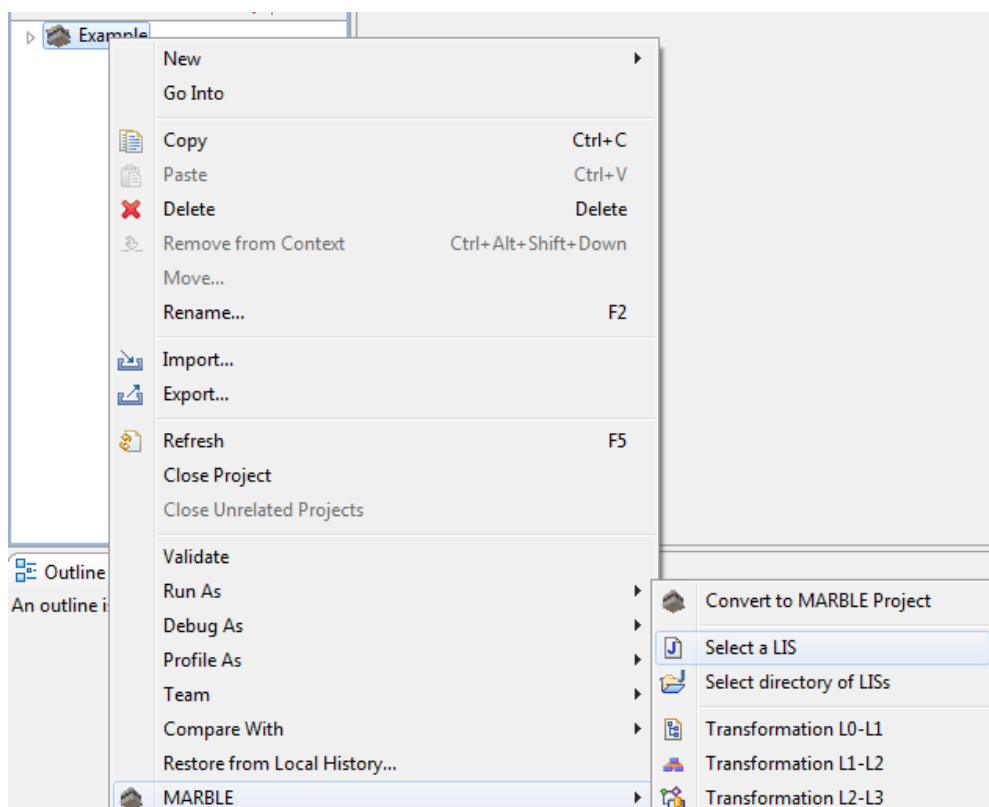 Example
New
Go Into
Copy Ctrl+C
Paste Ctrl+V
Delete Delete
Remove from Context Ctrl+Alt+Shift+Down
Move...
Rename... F2
Import...
Export...
Refresh F5
Close Project
Close Unrelated Projects
Validate
Outline
Run As
An outline i
Convert to MARBLE Project
Debug As
Select a LIS
Profile As
Select directory of LISs
Team
Compare With
Transformation L0-L1
Restore from Local History...
Transformation L1-L2
MARBLE
Transformation L2-L3